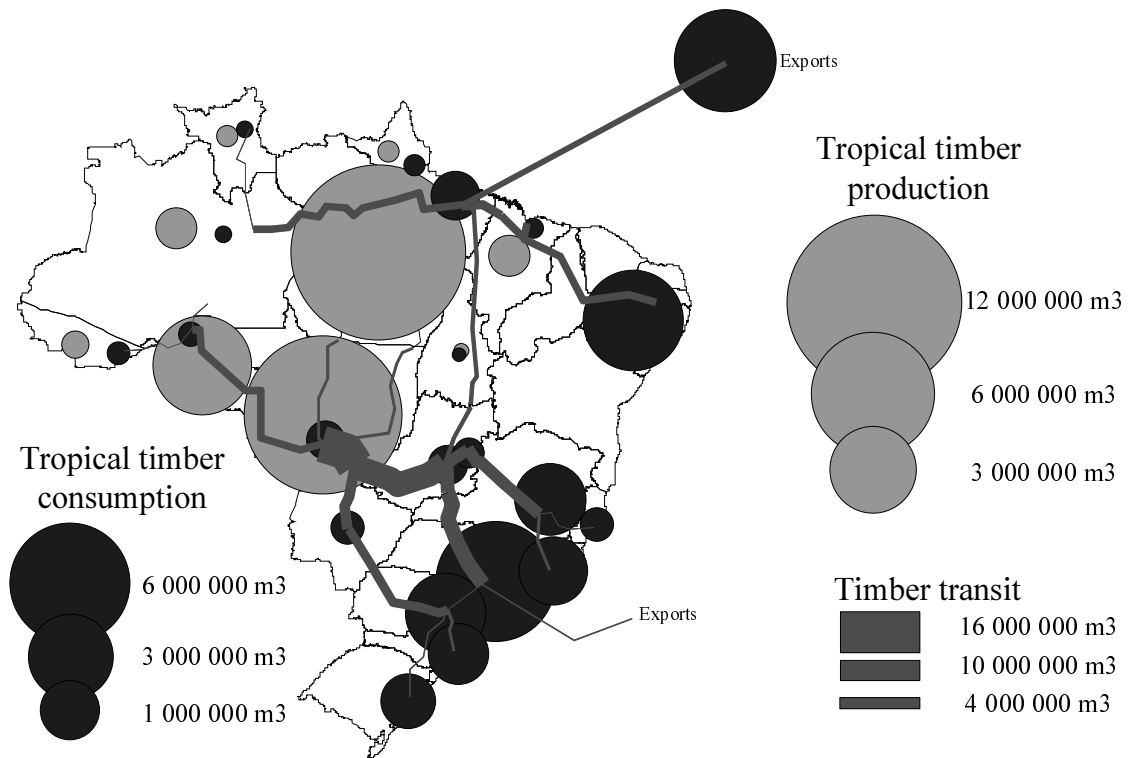 Exports
Tropical timber
production
12 000 000 m3
6 000 000 m3
3 000 000 m3
Tropical timber
consumption
6 000 000 m3
3 000 000 m3
1 000 000 m3
Exports
Timber transit
16 000 000 m3
10 000 000 m3
4 000 000 m3